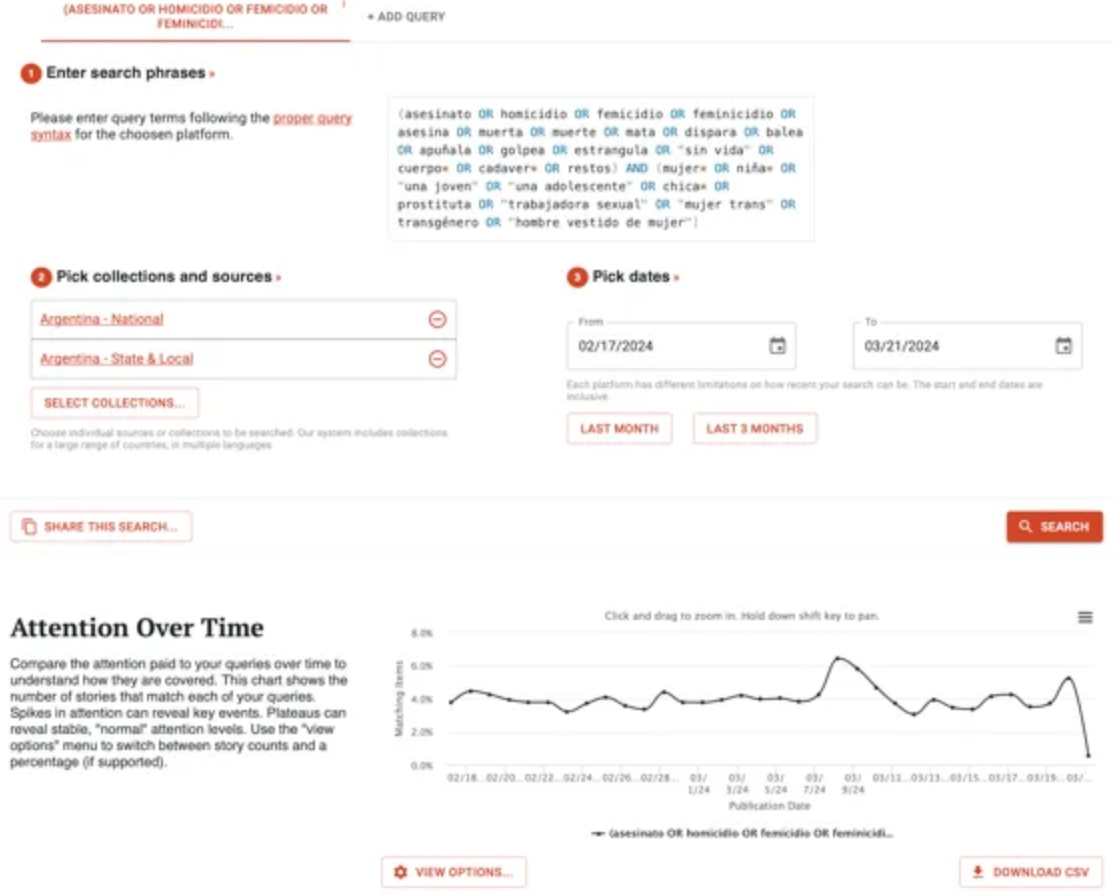 (ASESINATO OR HOMICIDIO OR FEMICIDIO OR
FEMINICIDI...
+ ADD QUERY
1 Enter search phrases »
Please enter query terms following the proper query
syntax for the choosen platform.
(asesinato OR homicidio OR femicidio OR feminicidio OR
asesina OR muerta OR muerte OR mata OR dispara OR balea
OR apuñala OR golpea OR estrangula OR "sin vida" OR
cuerpo* OR cadaver* OR restos) AND (mujer* OR niña* OR
"una joven" OR "una adolescente" OR chica* OR
prostituta OR "trabajadora sexual" OR "mujer trans" OR
transgénero OR "hombre vestido de mujer")
2 Pick collections and sources »
Argentina - National
Argentina - State & Local
SELECT COLLECTIONS...
Choose individual sources or collections to be searched. Our system includes collections
for a large range of countries, in multiple languages.
3 Pick dates »
From
02/17/2024
To
03/21/2024
Each platform has different limitations on how recent your search can be. The start and end dates are
inclusive.
LAST MONTH
LAST 3 MONTHS
SHARE THIS SEARCH...
SEARCH
Attention Over Time
Compare the attention paid to your queries over time to
understand how they are covered. This chart shows the
number of stories that match each of your queries.
Spikes in attention can reveal key events. Plateaus can
reveal stable, "normal" attention levels. Use the "view
options" menu to switch between story counts and a
percentage (if supported).
Click and drag to zoom in. Hold down shift key to pan.
Matching Items
8.0%
6.0%
4.0%
2.0%
0.0%
02/18... 02/20... 02/22... 02/24... 02/26... 02/28... 03/1/24 03/3/24 03/5/24 03/7/24 03/9/24 03/11... 03/13... 03/15... 03/17... 03/19... 03/...
Publication Date
(asesinato OR homicidio OR femicidio OR feminicidi...
VIEW OPTIONS...
DOWNLOAD CSV